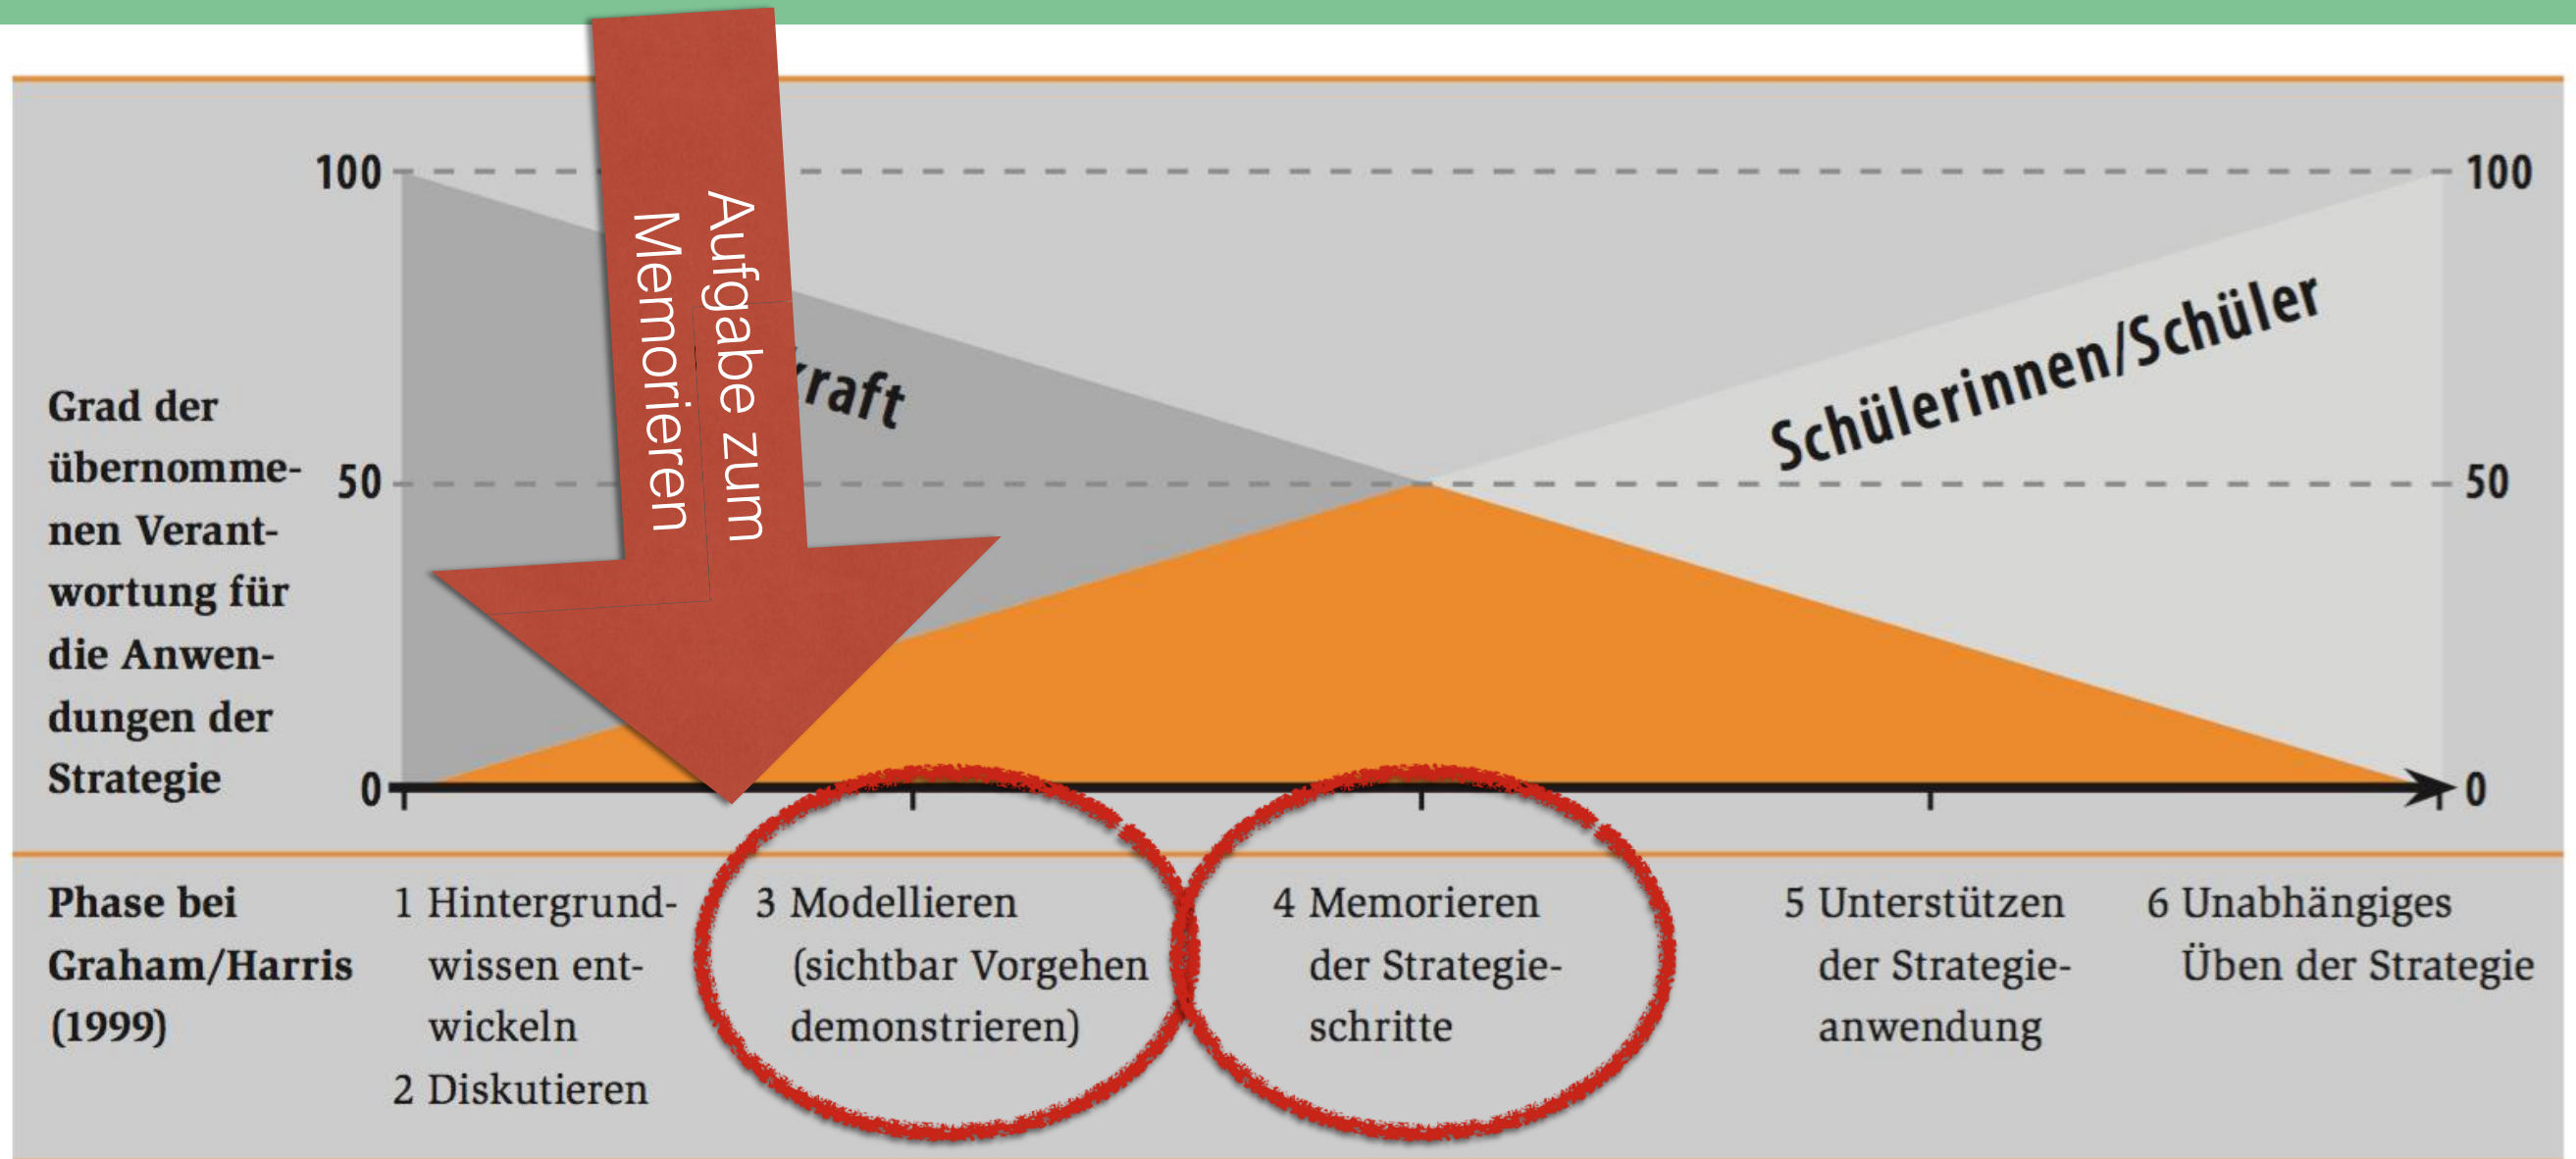 Aufgabe zum
Memorieren
100
100
kraft
Schülerinnen/Schüler
Grad der
übernomme-
nen Verant-
wortung für
die Anwen-
dungen der
Strategie
50
50
0
0
Phase bei
Graham/Harris
(1999)
1 Hintergrund-
wissen ent-
wickeln
2 Diskutieren
3 Modellieren
(sichtbar Vorgehen
demonstrieren)
4 Memorieren
der Strategie-
schritte
5 Unterstützen
der Strategie-
anwendung
6 Unabhängiges
Üben der Strategie